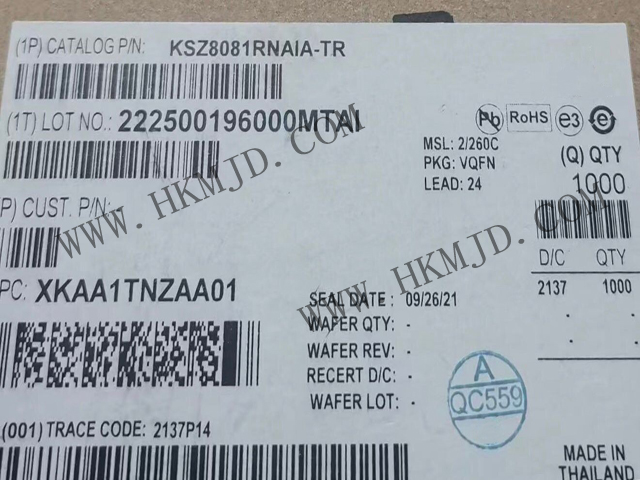 (1P) CATALOG P/N: KSZ8081RNAIA-TR
(1T) LOT NO.: 222500196000MTAI
Pb RoHS e3 e
MSL: 2/260C
PKG: VQFN
LEAD: 24
(Q) QTY
1000
P) CUST. P/N:
D/C QTY
2137 1000
PC: XKAA1TNZAA01
SEAL DATE : 09/26/21
WAFER QTY: -
WAFER REV: -
RECERT D/C: -
WAFER LOT: -
A
QC559
(001) TRACE CODE: 2137P14
MADE IN
THAILAND
WWW.HKMJD.COM
WWW.HKMJD.COM